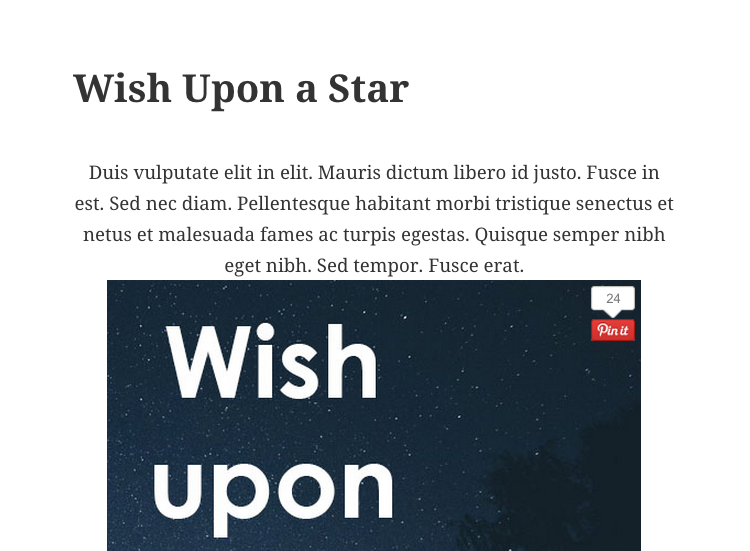 Wish Upon a Star
Duis vulputate elit in elit. Mauris dictum libero id justo. Fusce in
est. Sed nec diam. Pellentesque habitant morbi tristique senectus et
netus et malesuada fames ac turpis egestas. Quisque semper nibh
eget nibh. Sed tempor. Fusce erat.
24
Pin it
Wish
upon